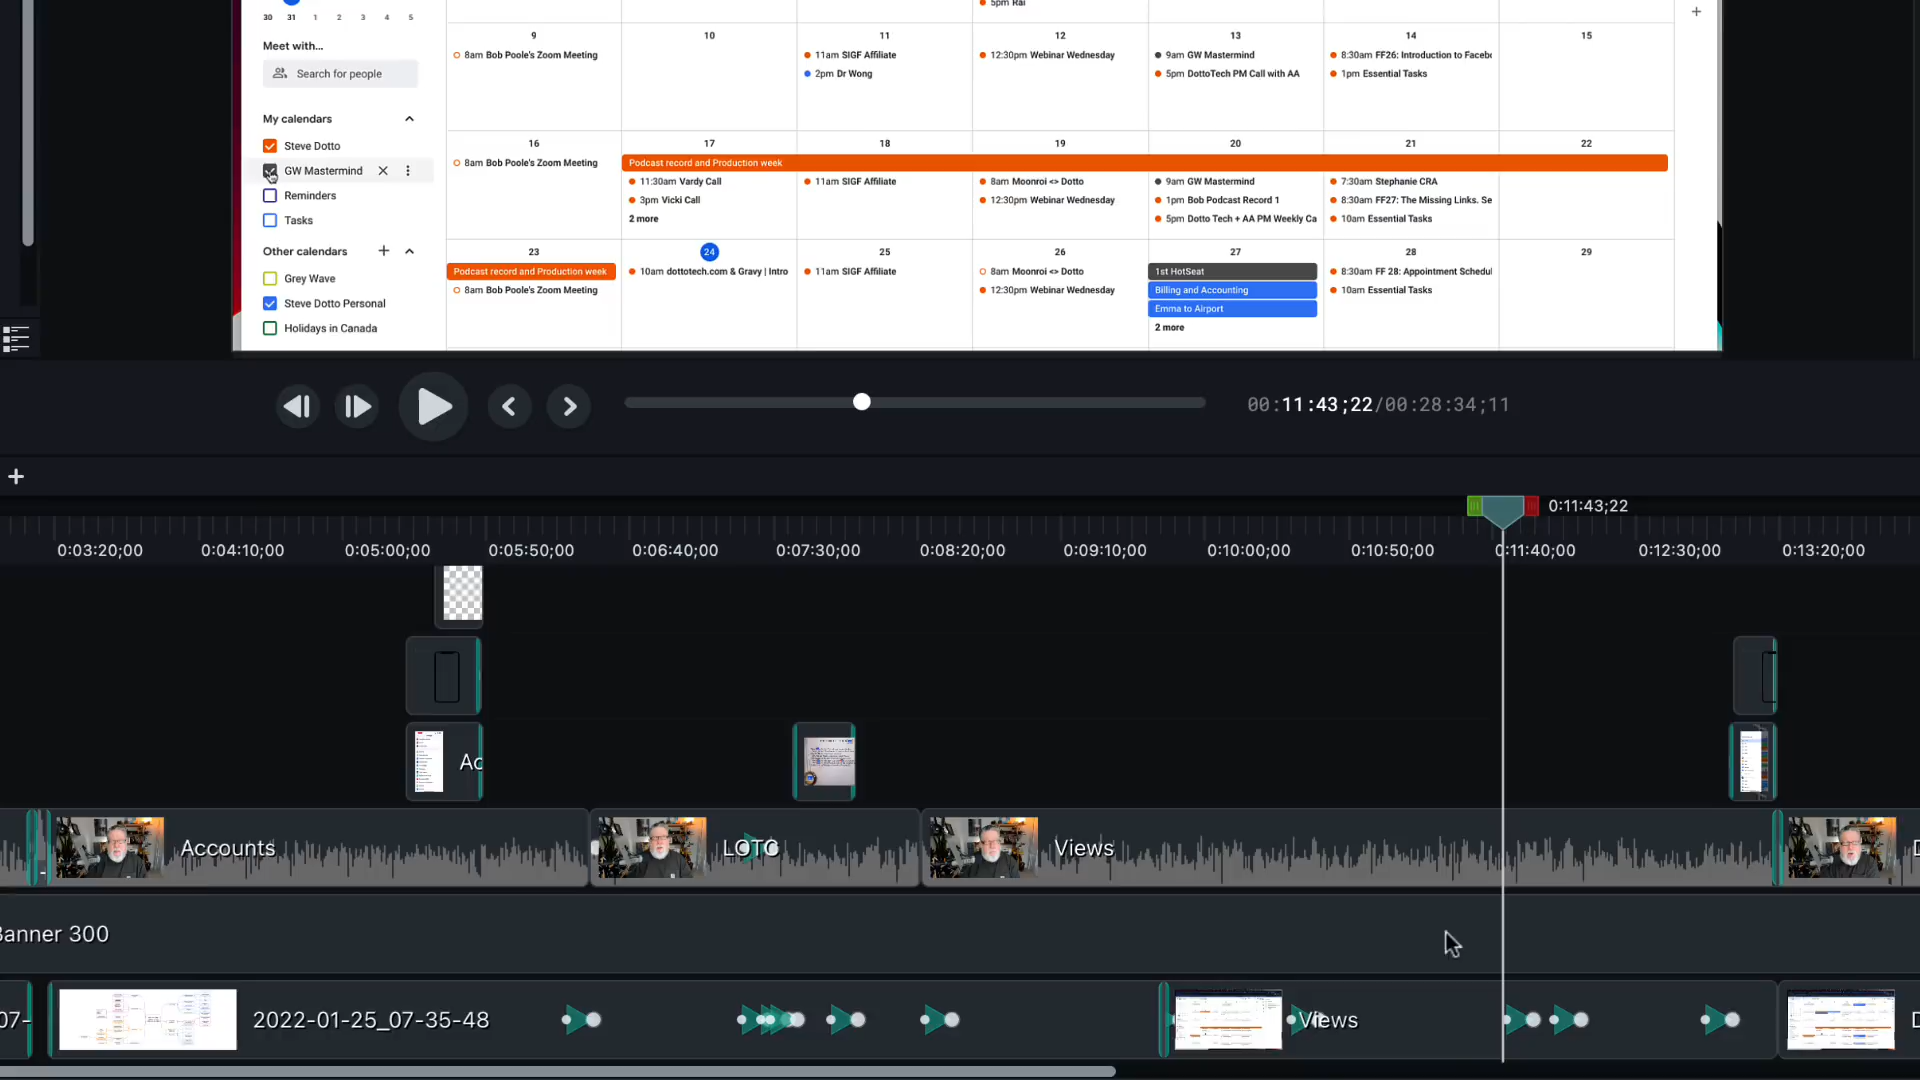 5pm Rai
30 31 1 2 3 4 5
Meet with...
Search for people
My calendars
Steve Dotto
GW Mastermind
Reminders
Tasks
Other calendars
Grey Wave
Steve Dotto Personal
Holidays in Canada
9 10 11 12 13 14 15
8am Bob Poole's Zoom Meeting
11am SIGF Affiliate
2pm Dr Wong
12:30pm Webinar Wednesday
9am GW Mastermind
5pm DottoTech PM Call with AA
8:30am FF26: Introduction to Facebo
1pm Essential Tasks
16 17 18 19 20 21 22
Podcast record and Production week
8am Bob Poole's Zoom Meeting
11:30am Vardy Call
3pm Vicki Call
2 more
11am SIGF Affiliate
8am Moonroi <> Dotto
12:30pm Webinar Wednesday
9am GW Mastermind
1pm Bob Podcast Record 1
5pm Dotto Tech + AA PM Weekly Ca
7:30am Stephanie CRA
8:30am FF27: The Missing Links. Se
10am Essential Tasks
23 24 25 26 27 28 29
Podcast record and Production week
8am Bob Poole's Zoom Meeting
10am dottotech.com & Gravy | Intro
11am SIGF Affiliate
8am Moonroi <> Dotto
12:30pm Webinar Wednesday
1st HotSeat
Billing and Accounting
Emma to Airport
2 more
8:30am FF 28: Appointment Schedul
10am Essential Tasks
00:11:43;22/00:28:34;11
0:11:43;22
0:03:20;00 0:04:10;00 0:05:00;00 0:05:50;00 0:06:40;00 0:07:30;00 0:08:20;00 0:09:10;00 0:10:00;00 0:10:50;00 0:11:40;00 0:12:30;00 0:13:20;00
Ac
Accounts LOTC Views D
Banner 300
07- 2022-01-25_07-35-48 Views D